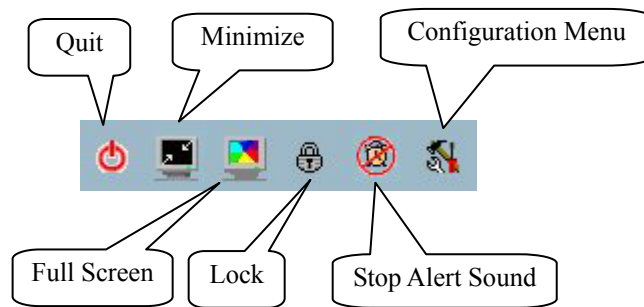 Quit
Minimize
Configuration Menu
Full Screen
Lock
Stop Alert Sound